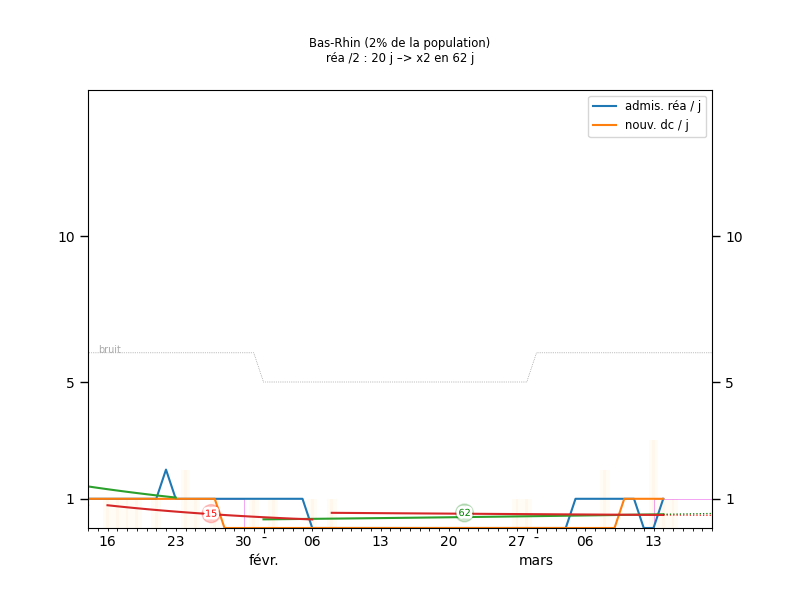 Bas-Rhin (2% de la population)
réa /2 : 20 j –> x2 en 62 j
admis. réa / j
nouv. dc / j
10 10
bruit
5 5
1 1
15 62
16 23 30 - 06 13 20 27 - 06 13
févr. mars